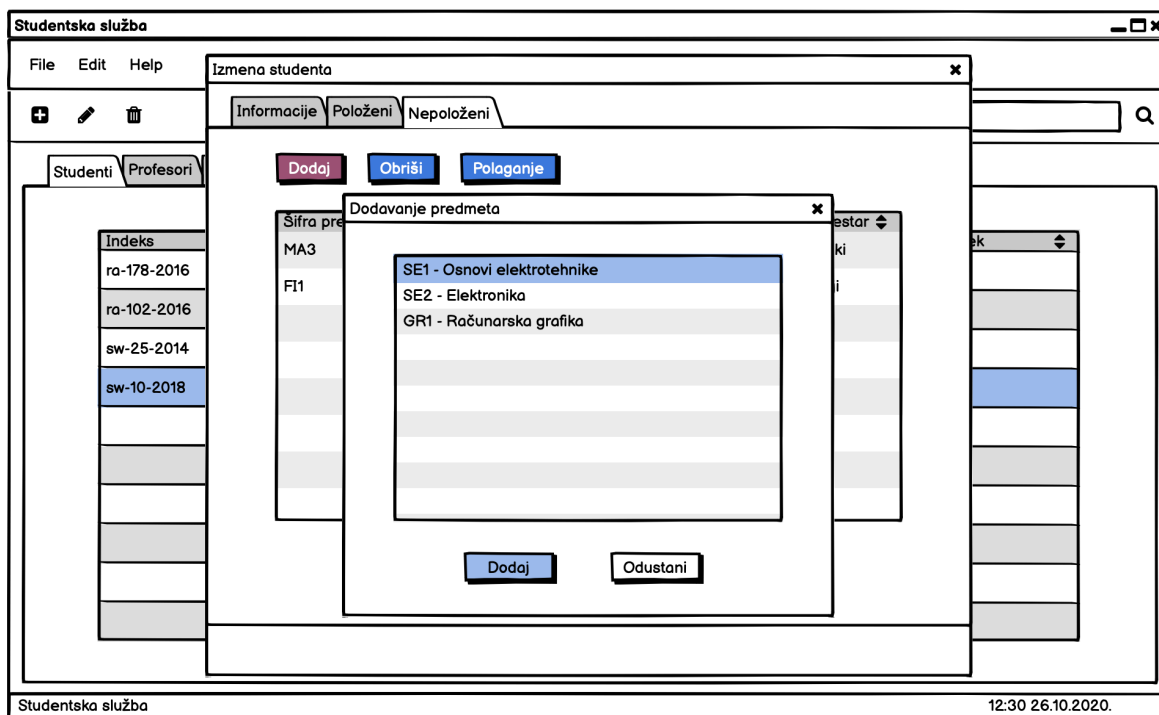 Studentska služba
File Edit Help
Izmena studenta
Informacije Položeni Nepoloženi
Studenti Profesori
Dodaj Obriši Polaganje
Dodavanje predmeta
Šifra pre
estar
Indeks
ek
MA3
ki
ra-178-2016
SE1 - Osnovi elektrotehnike
FI1
SE2 - Elektronika
ra-102-2016
GR1 - Računarska grafika
sw-25-2014
sw-10-2018
Dodaj Odustani
Studentska služba 12:30 26.10.2020.